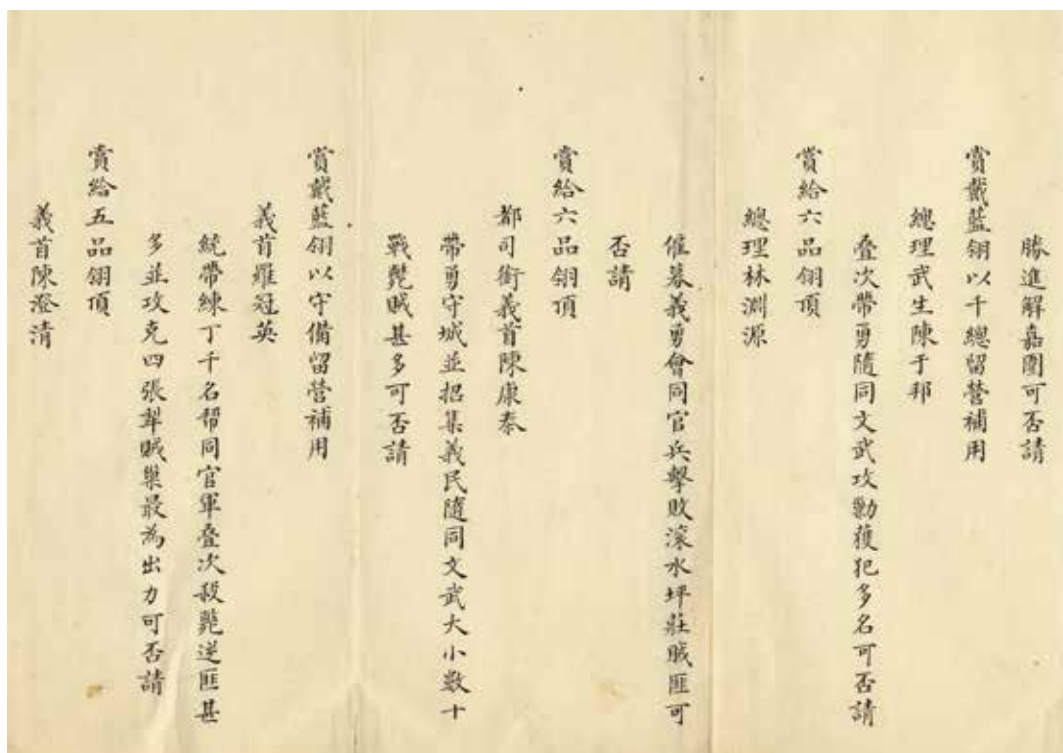 勝進解嘉圍可否請
賞戴藍翎以千總留營補用
總理武生陳于邦
疊次帶勇隨同文武攻勦獲犯多名可否請
賞給六品翎頂
總理林淵源
催募義勇會同官兵擊敗滾水坪莊賊匪可
否請
賞給六品翎頂
都司銜義首陳康泰
帶勇守城並招集義民隨同文武大小數十
戰斃賊甚多可否請
賞戴藍翎以守備留營補用
義首羅冠英
統帶練丁千名幫同官軍疊次殺斃逆匪甚
多並攻克四張犂賊巢最為出力可否請
賞給五品翎頂
義首陳澄清